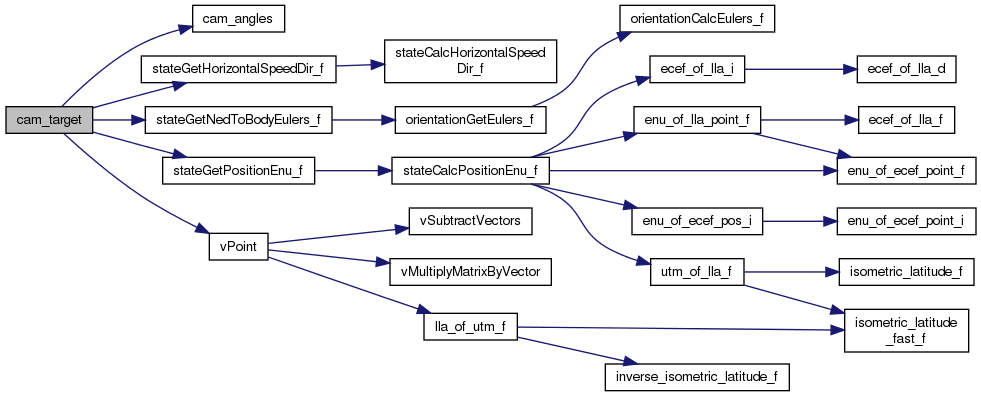 cam_target
cam_angles
stateGetHorizontalSpeedDir_f
stateCalcHorizontalSpeed
Dir_f
stateGetNedToBodyEulers_f
orientationGetEulers_f
orientationCalcEulers_f
stateGetPositionEnu_f
stateCalcPositionEnu_f
ecef_of_lla_i
ecef_of_lla_d
enu_of_lla_point_f
ecef_of_lla_f
enu_of_ecef_point_f
enu_of_ecef_pos_i
enu_of_ecef_point_i
utm_of_lla_f
isometric_latitude_f
isometric_latitude
_fast_f
vPoint
vSubtractVectors
vMultiplyMatrixByVector
lla_of_utm_f
inverse_isometric_latitude_f